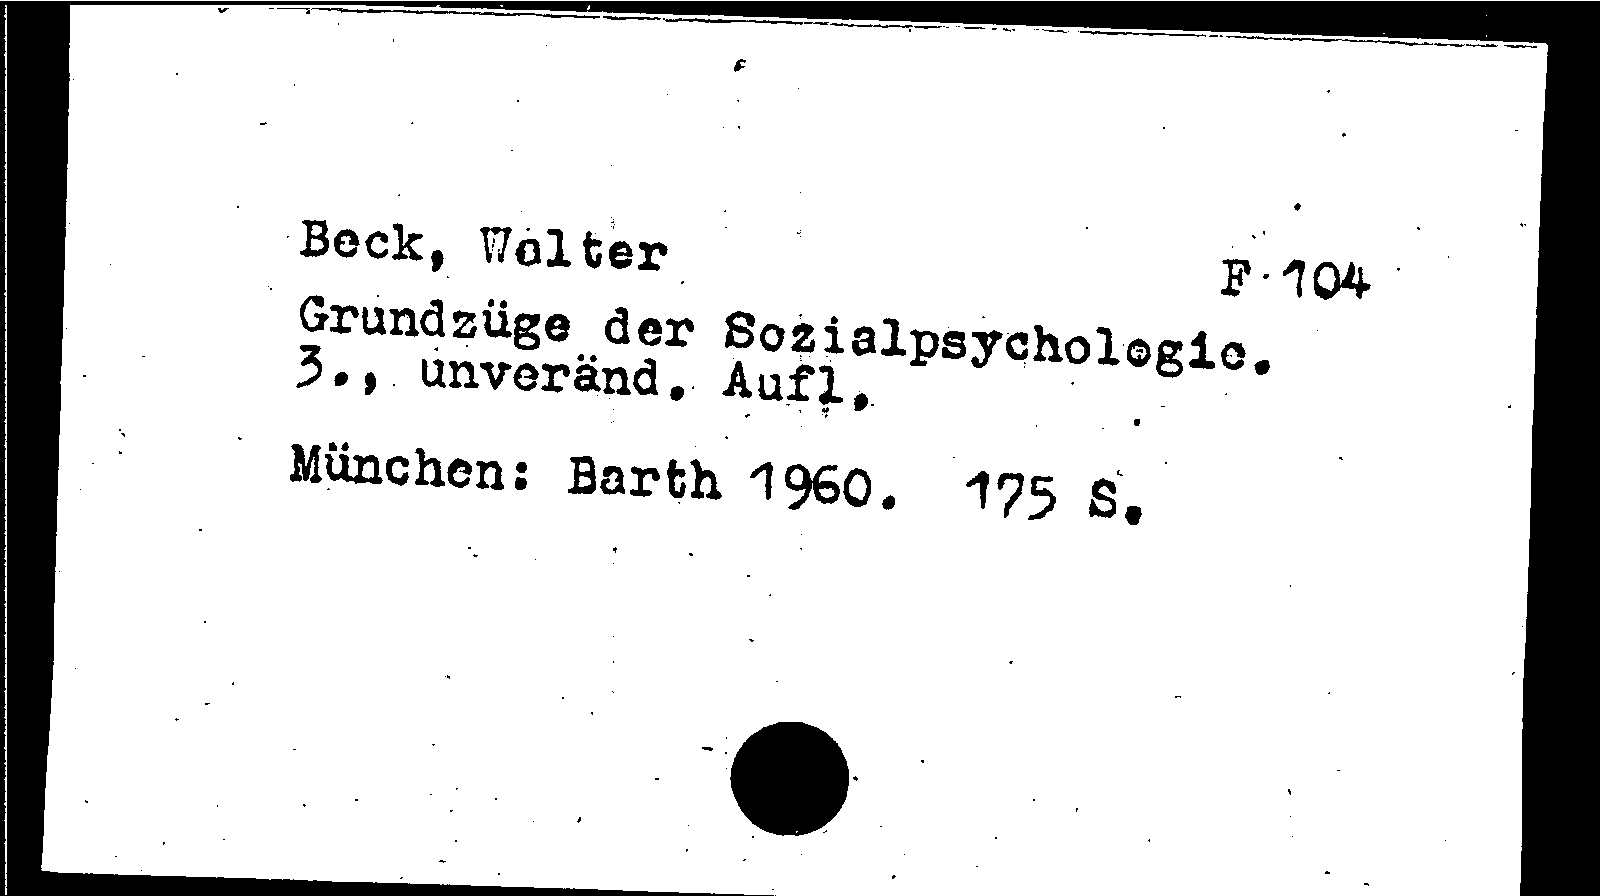 Beck, Walter
F 104
Grundzüge der Sozialpsychologie.
3., unveränd. Aufl.
München: Barth 1960. 175 S.